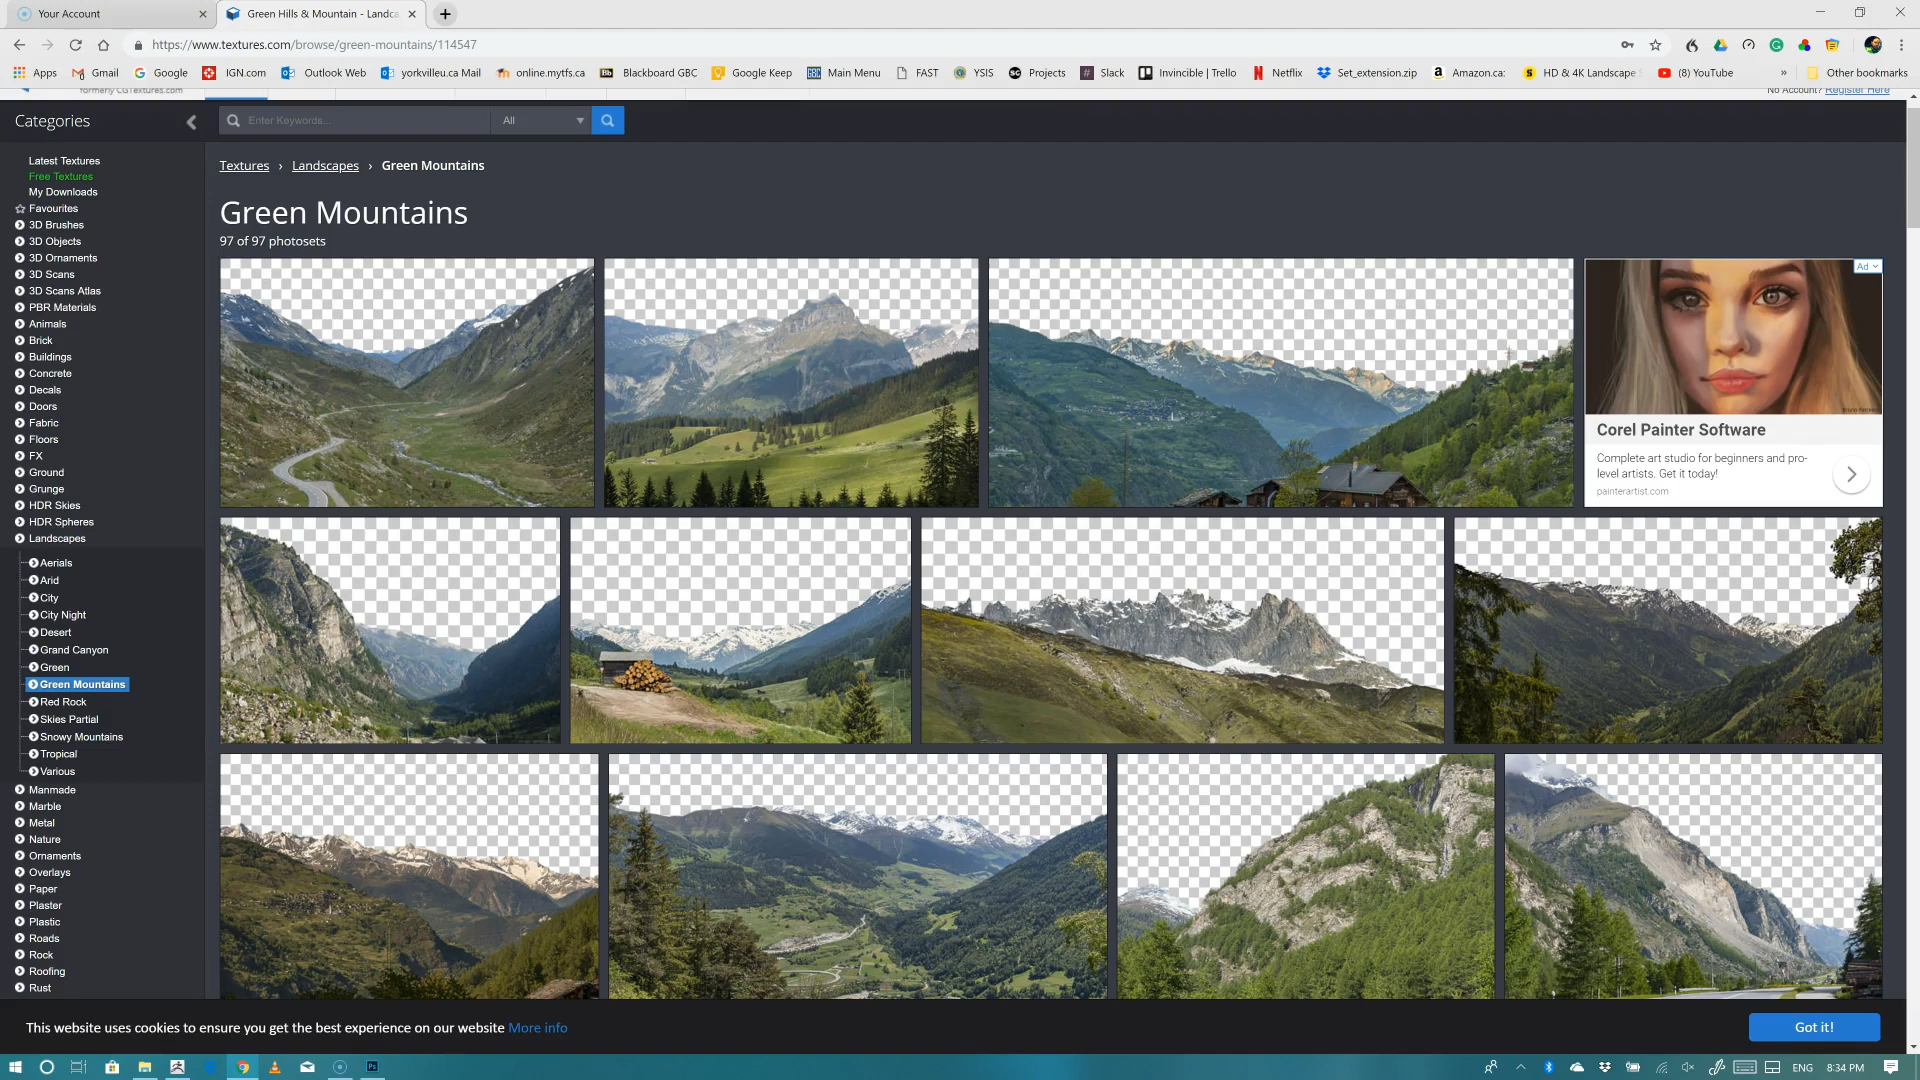 Your Account
Green Hills & Mountain - Landca
https://www.textures.com/browse/green-mountains/114547
Apps Gmail Google IGN.com Outlook Web yorkvilleu.ca Mail online.mytfs.ca Blackboard GBC Google Keep Main Menu FAST YSIS Projects Slack Invincible | Trello Netflix Set_extension.zip Amazon.ca: HD & 4K Landscape (8) YouTube » Other bookmarks
formerly CGTextures.com
No Account? Register Here
Categories
Enter Keywords...
All
Textures › Landscapes › Green Mountains
Green Mountains
97 of 97 photosets
Latest Textures
Free Textures
My Downloads
Favourites
3D Brushes
3D Objects
3D Ornaments
3D Scans
3D Scans Atlas
PBR Materials
Animals
Brick
Buildings
Concrete
Decals
Doors
Fabric
Floors
FX
Ground
Grunge
HDR Skies
HDR Spheres
Landscapes
Aerials
Arid
City
City Night
Desert
Grand Canyon
Green
Green Mountains
Red Rock
Skies Partial
Snowy Mountains
Tropical
Various
Manmade
Marble
Metal
Nature
Ornaments
Overlays
Paper
Plaster
Plastic
Roads
Rock
Roofing
Rust
Ad
Corel Painter Software
Complete art studio for beginners and pro-
level artists. Get it today!
painterartist.com
This website uses cookies to ensure you get the best experience on our website More info
Got it!
ENG 8:34 PM